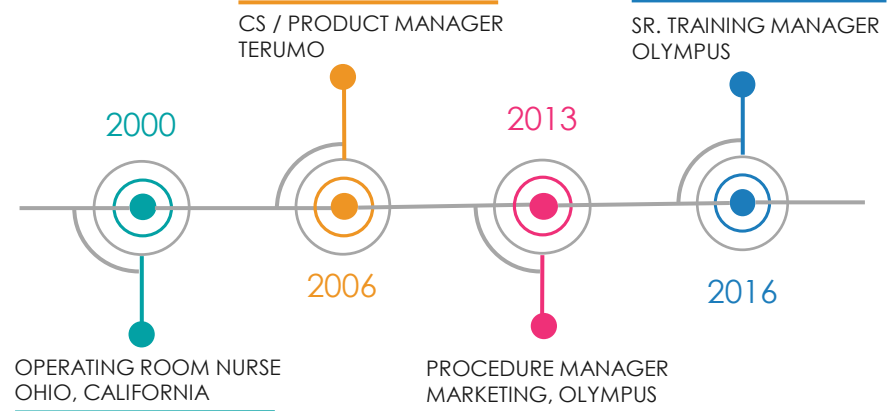 CS / PRODUCT MANAGER
TERUMO
SR. TRAINING MANAGER
OLYMPUS
2000
2013
2006
2016
OPERATING ROOM NURSE
OHIO, CALIFORNIA
PROCEDURE MANAGER
MARKETING, OLYMPUS